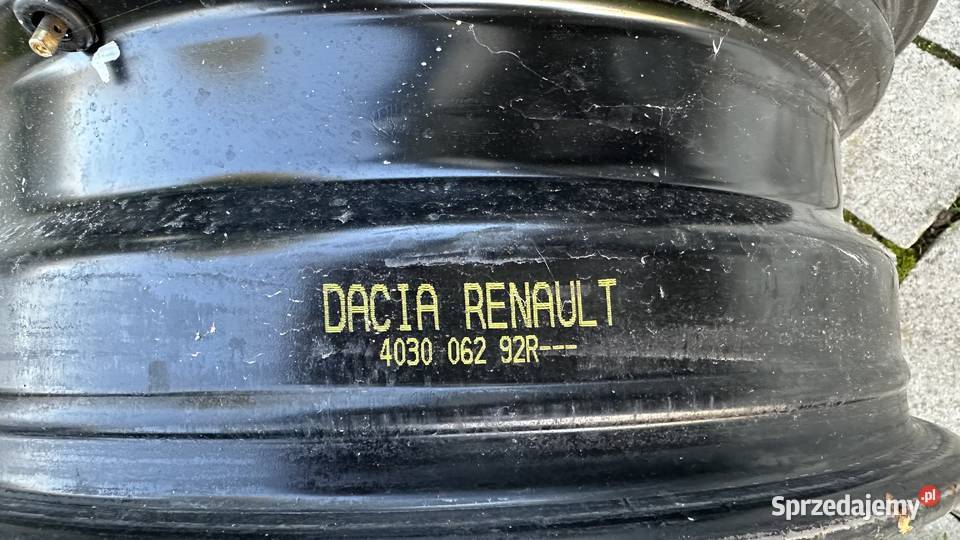 DACIA RENAULT
4030 062 92R---
Sprzedajemy.pl